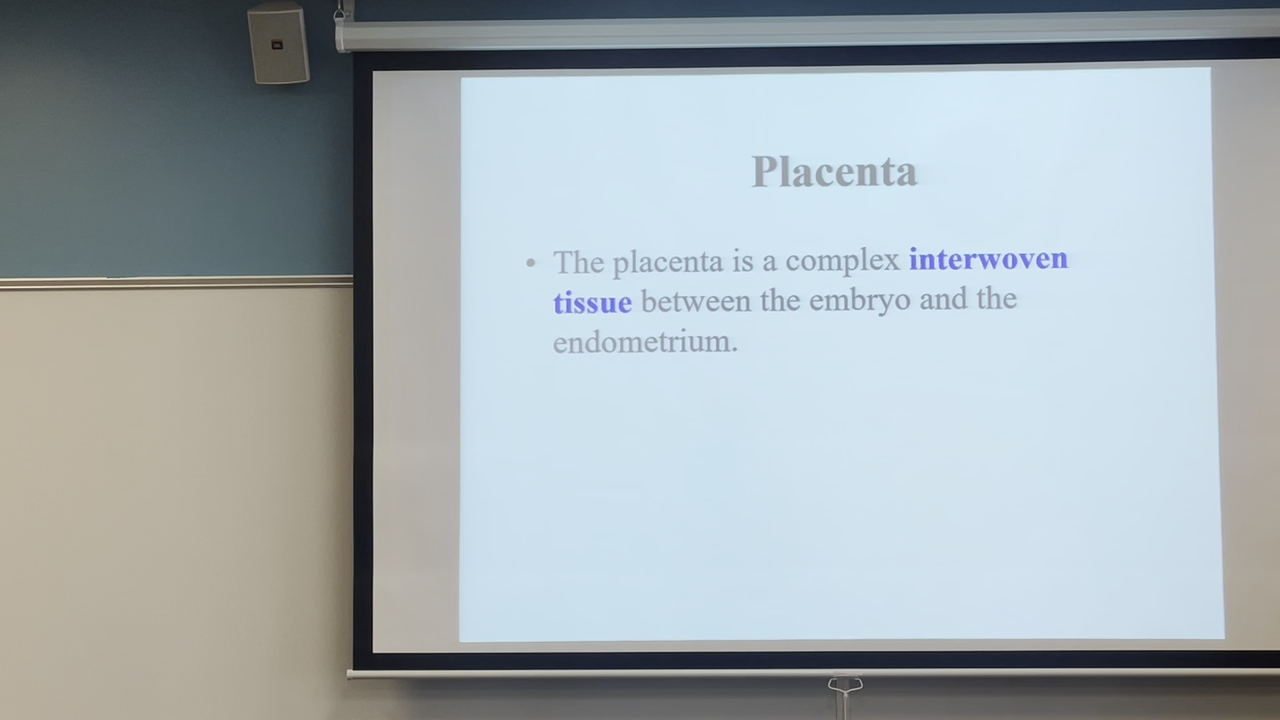 Placenta
• The placenta is a complex interwoven
tissue between the embryo and the
endometrium.